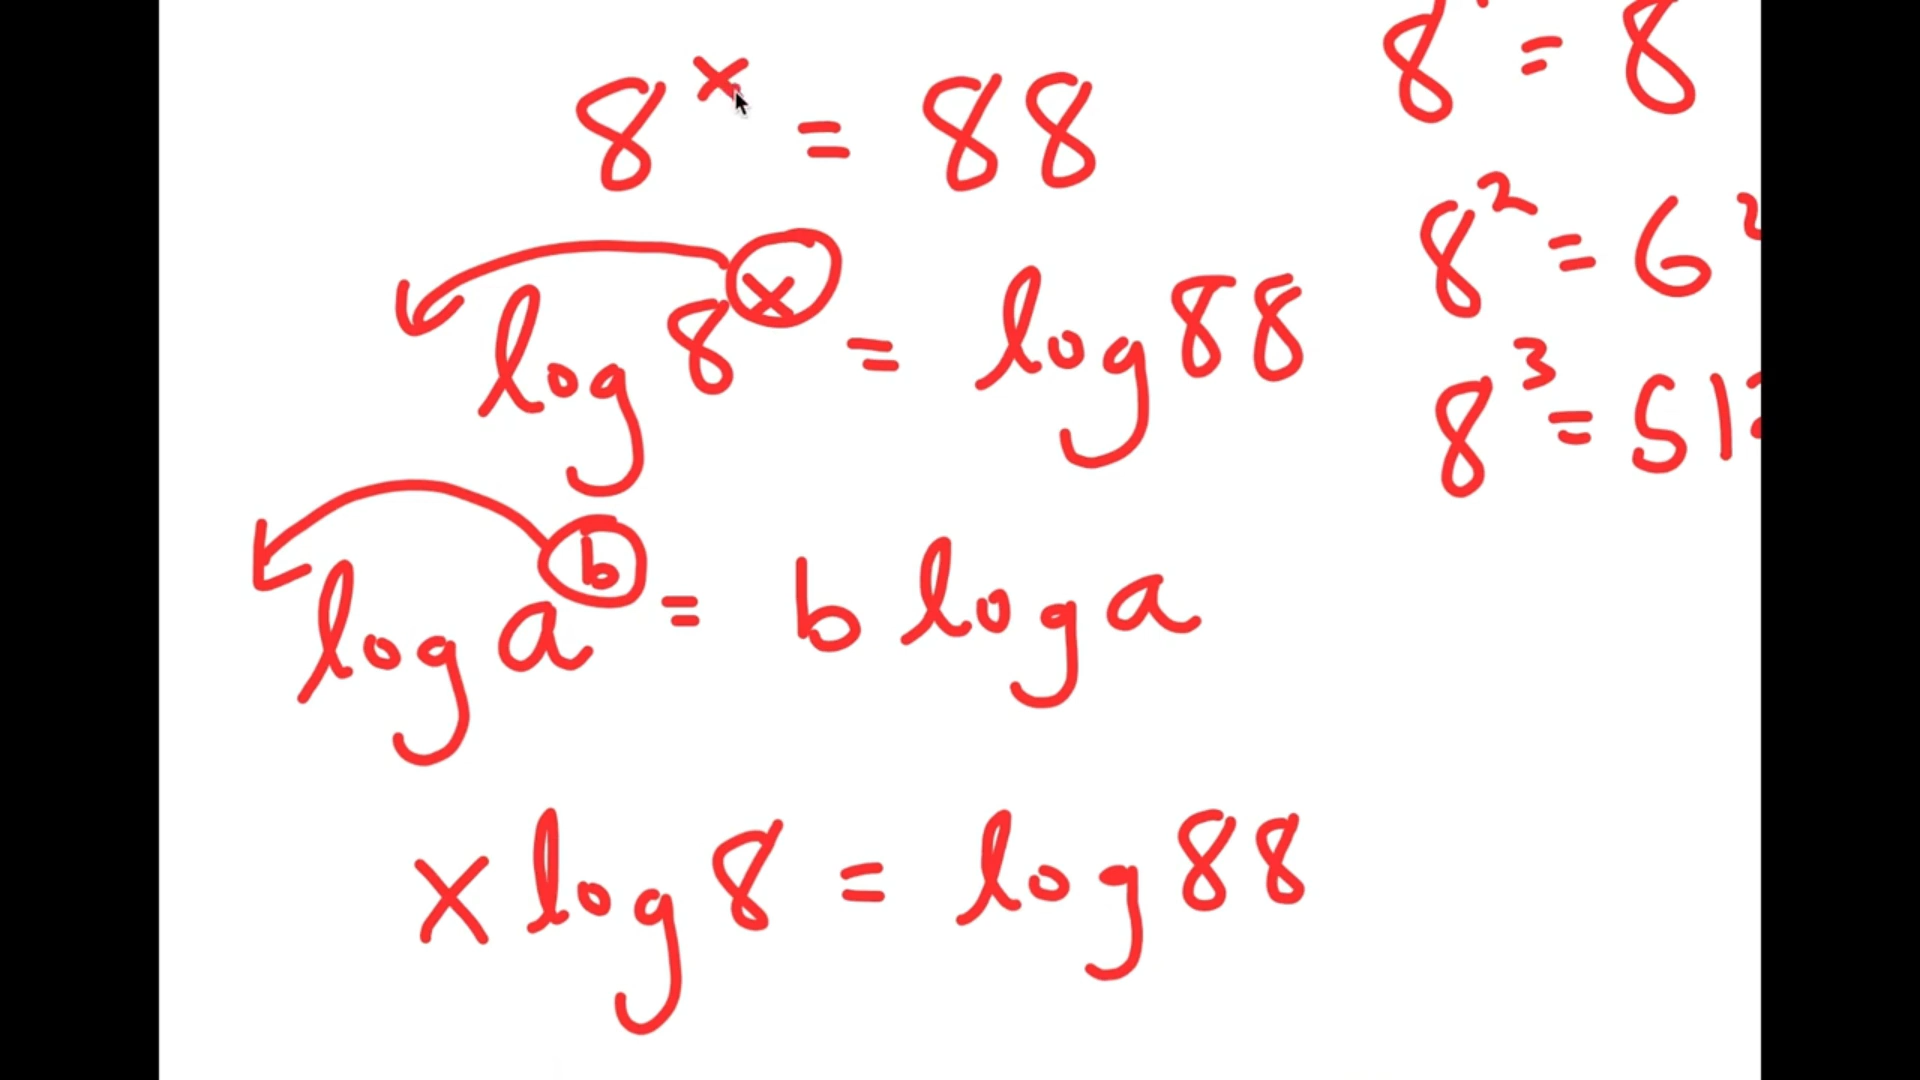 8^x = 88
log 8^x = log 88
log a^b = b log a
x log 8 = log 88
8 = 8
8^2 = 6
8^3 = 51